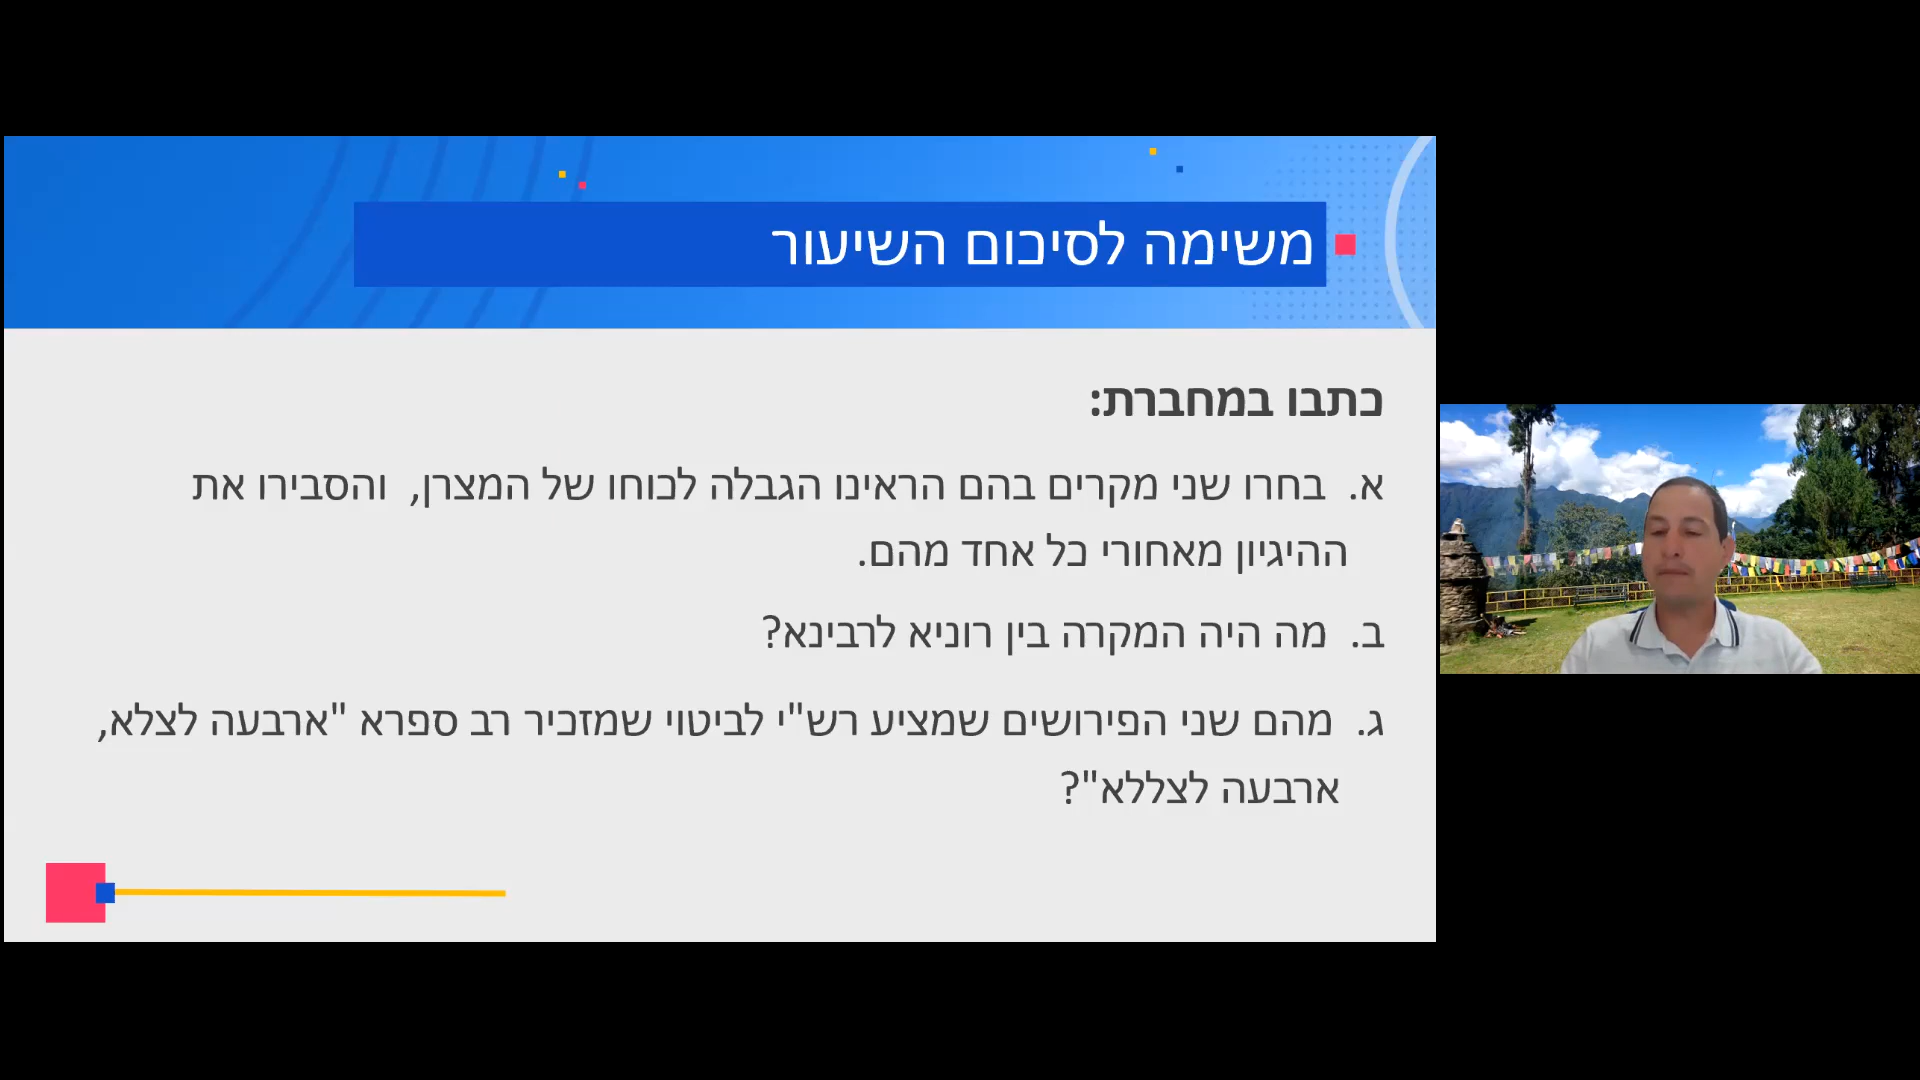 משימה לסיכום השיעור
כתבו במחברת:
א. בחרו שני מקרים בהם הראינו הגבלה לכוחו של המצרן, והסבירו את
ההיגיון מאחורי כל אחד מהם.
ב. מה היה המקרה בין רוניא לרבינא?
ג. מהם שני הפירושים שמציע רש"י לביטוי שמזכיר רב ספרא "ארבעה לצלא,
ארבעה לצללא"?